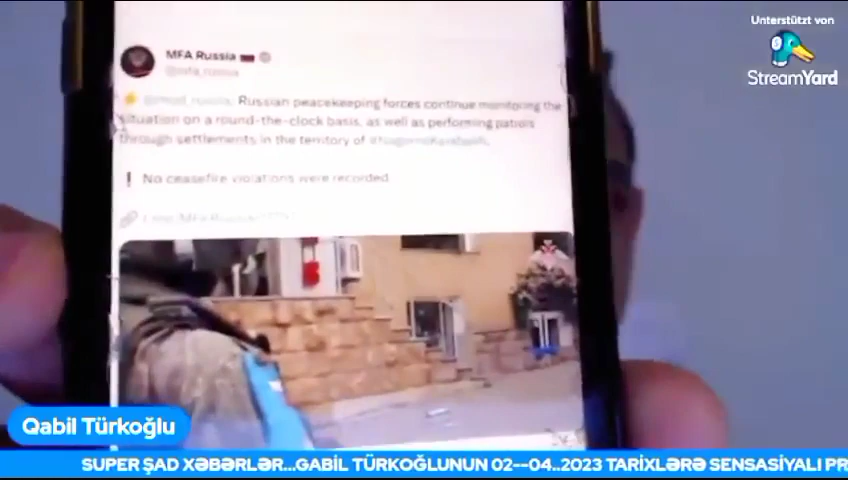 Unterstützt von
StreamYard
MFA Russia
@mfa_russia
@mod_russia: Russian peacekeeping forces continue monitoring the
situation on a round-the-clock basis, as well as performing patrols
through settlements in the territory of
No ceasefire violations were recorded
Qabil Türkoğlu
SUPER ŞAD XƏBƏRLƏR...GABİL TÜRKOĞLUNUN 02--04..2023 TARİXLƏRƏ SENSASİYALI PR